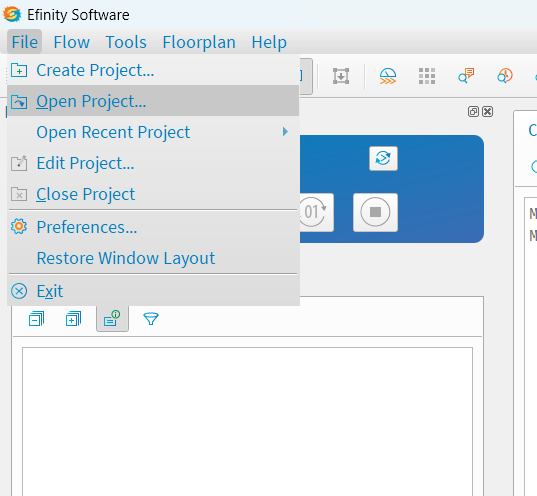 Efinity Software
File Flow Tools Floorplan Help
Create Project...
Open Project...
Open Recent Project
Edit Project...
Close Project
Preferences...
Restore Window Layout
Exit
01
C
M
M